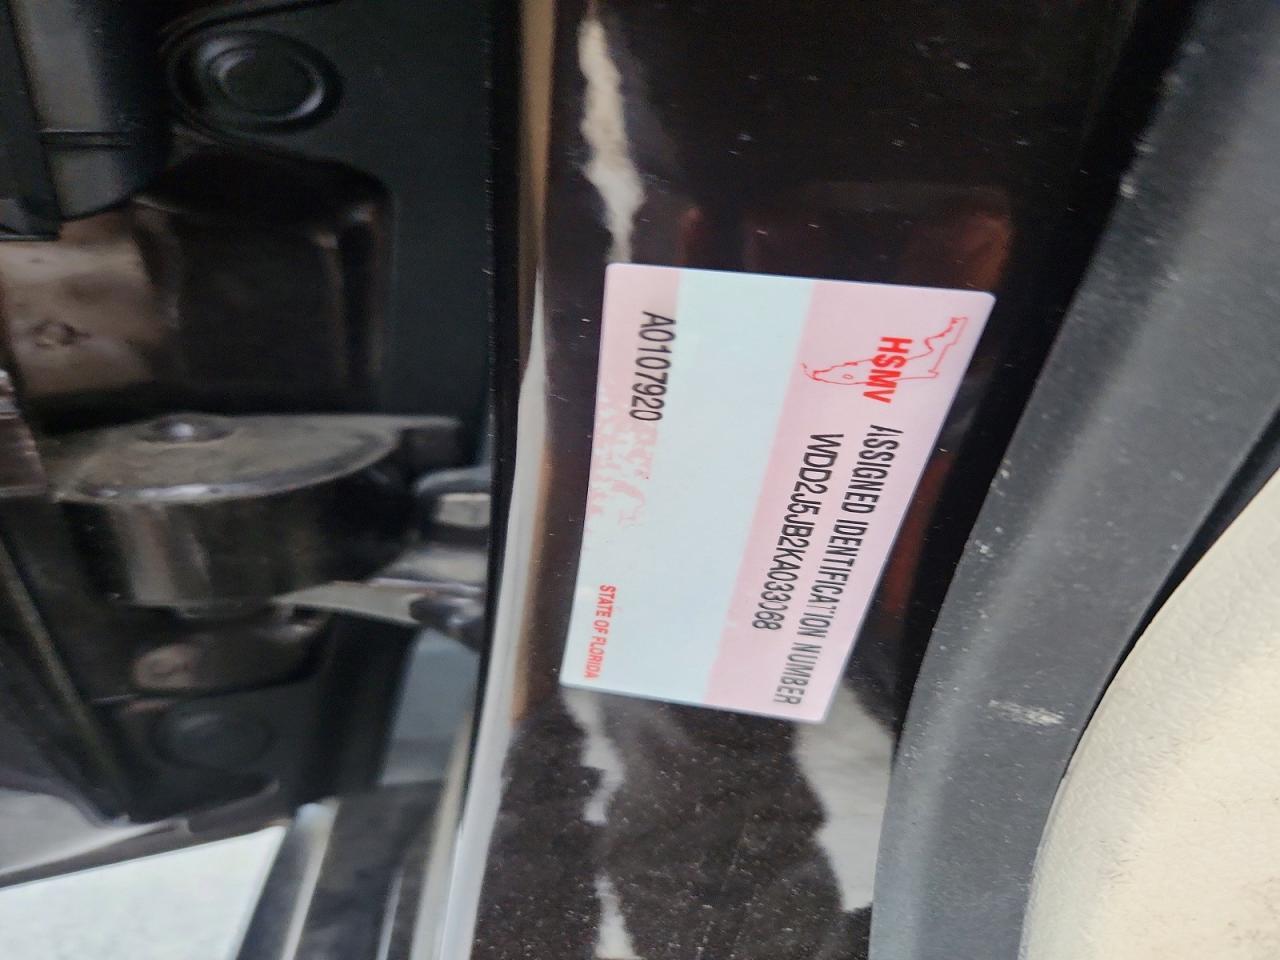 HSMV
ASSIGNED IDENTIFICATION NUMBER
WDD2J5JB2KA033068
A0107920
STATE OF FLORIDA